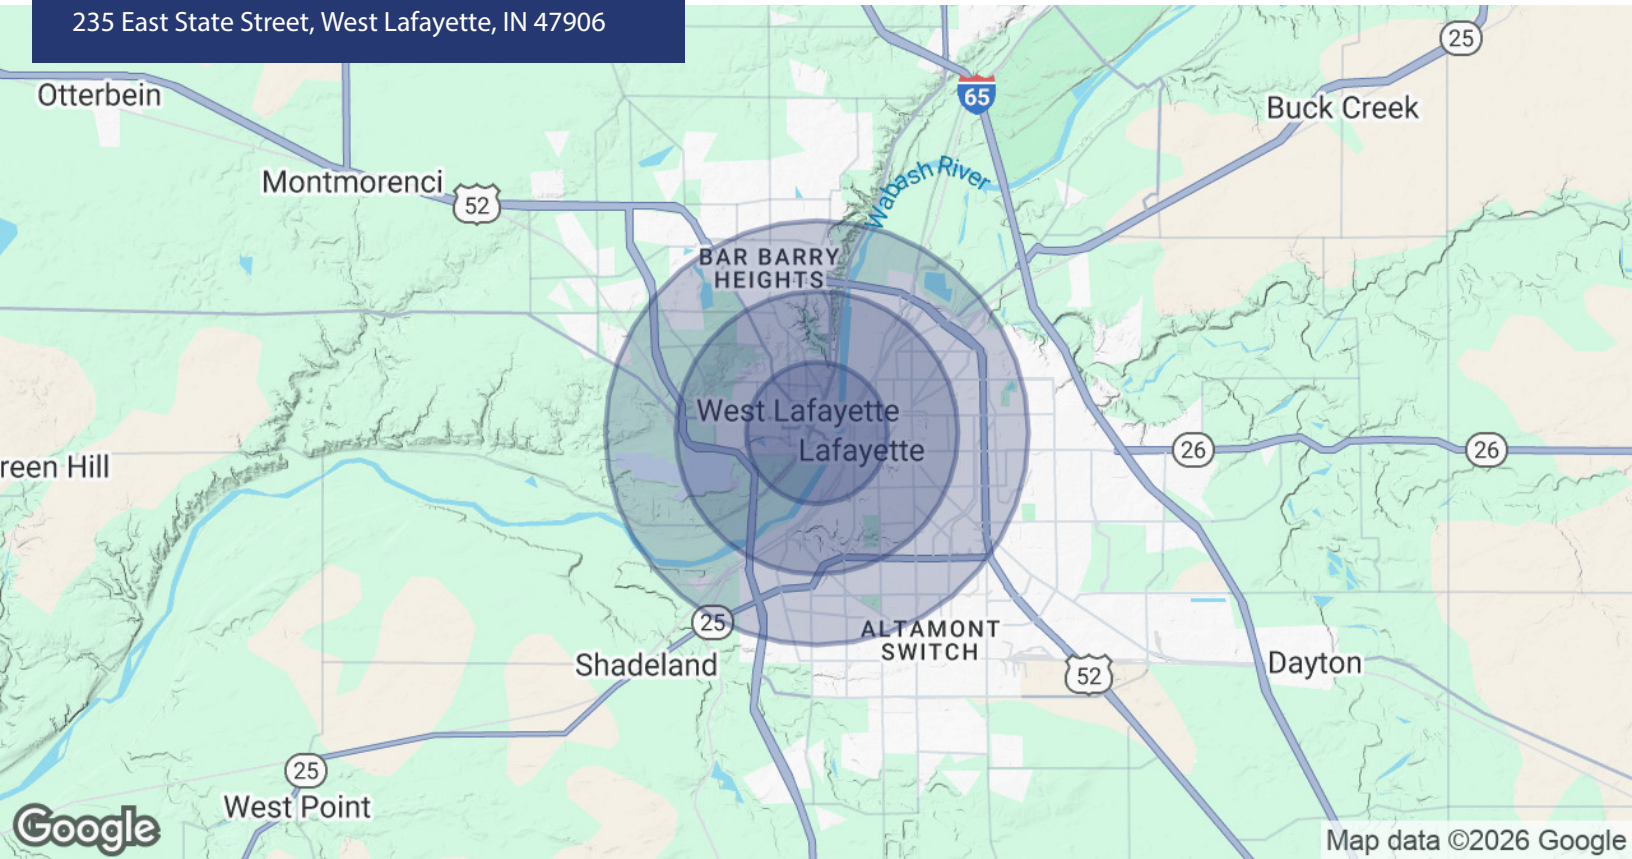 235 East State Street, West Lafayette, IN 47906
25
Otterbein
65
Buck Creek
Wabash River
Montmorenci
52
BAR BARRY
HEIGHTS
West Lafayette
Lafayette
26
26
reen Hill
25
ALTAMONT
SWITCH
Shadeland
52
Dayton
25
West Point
Google
Map data ©2026 Google